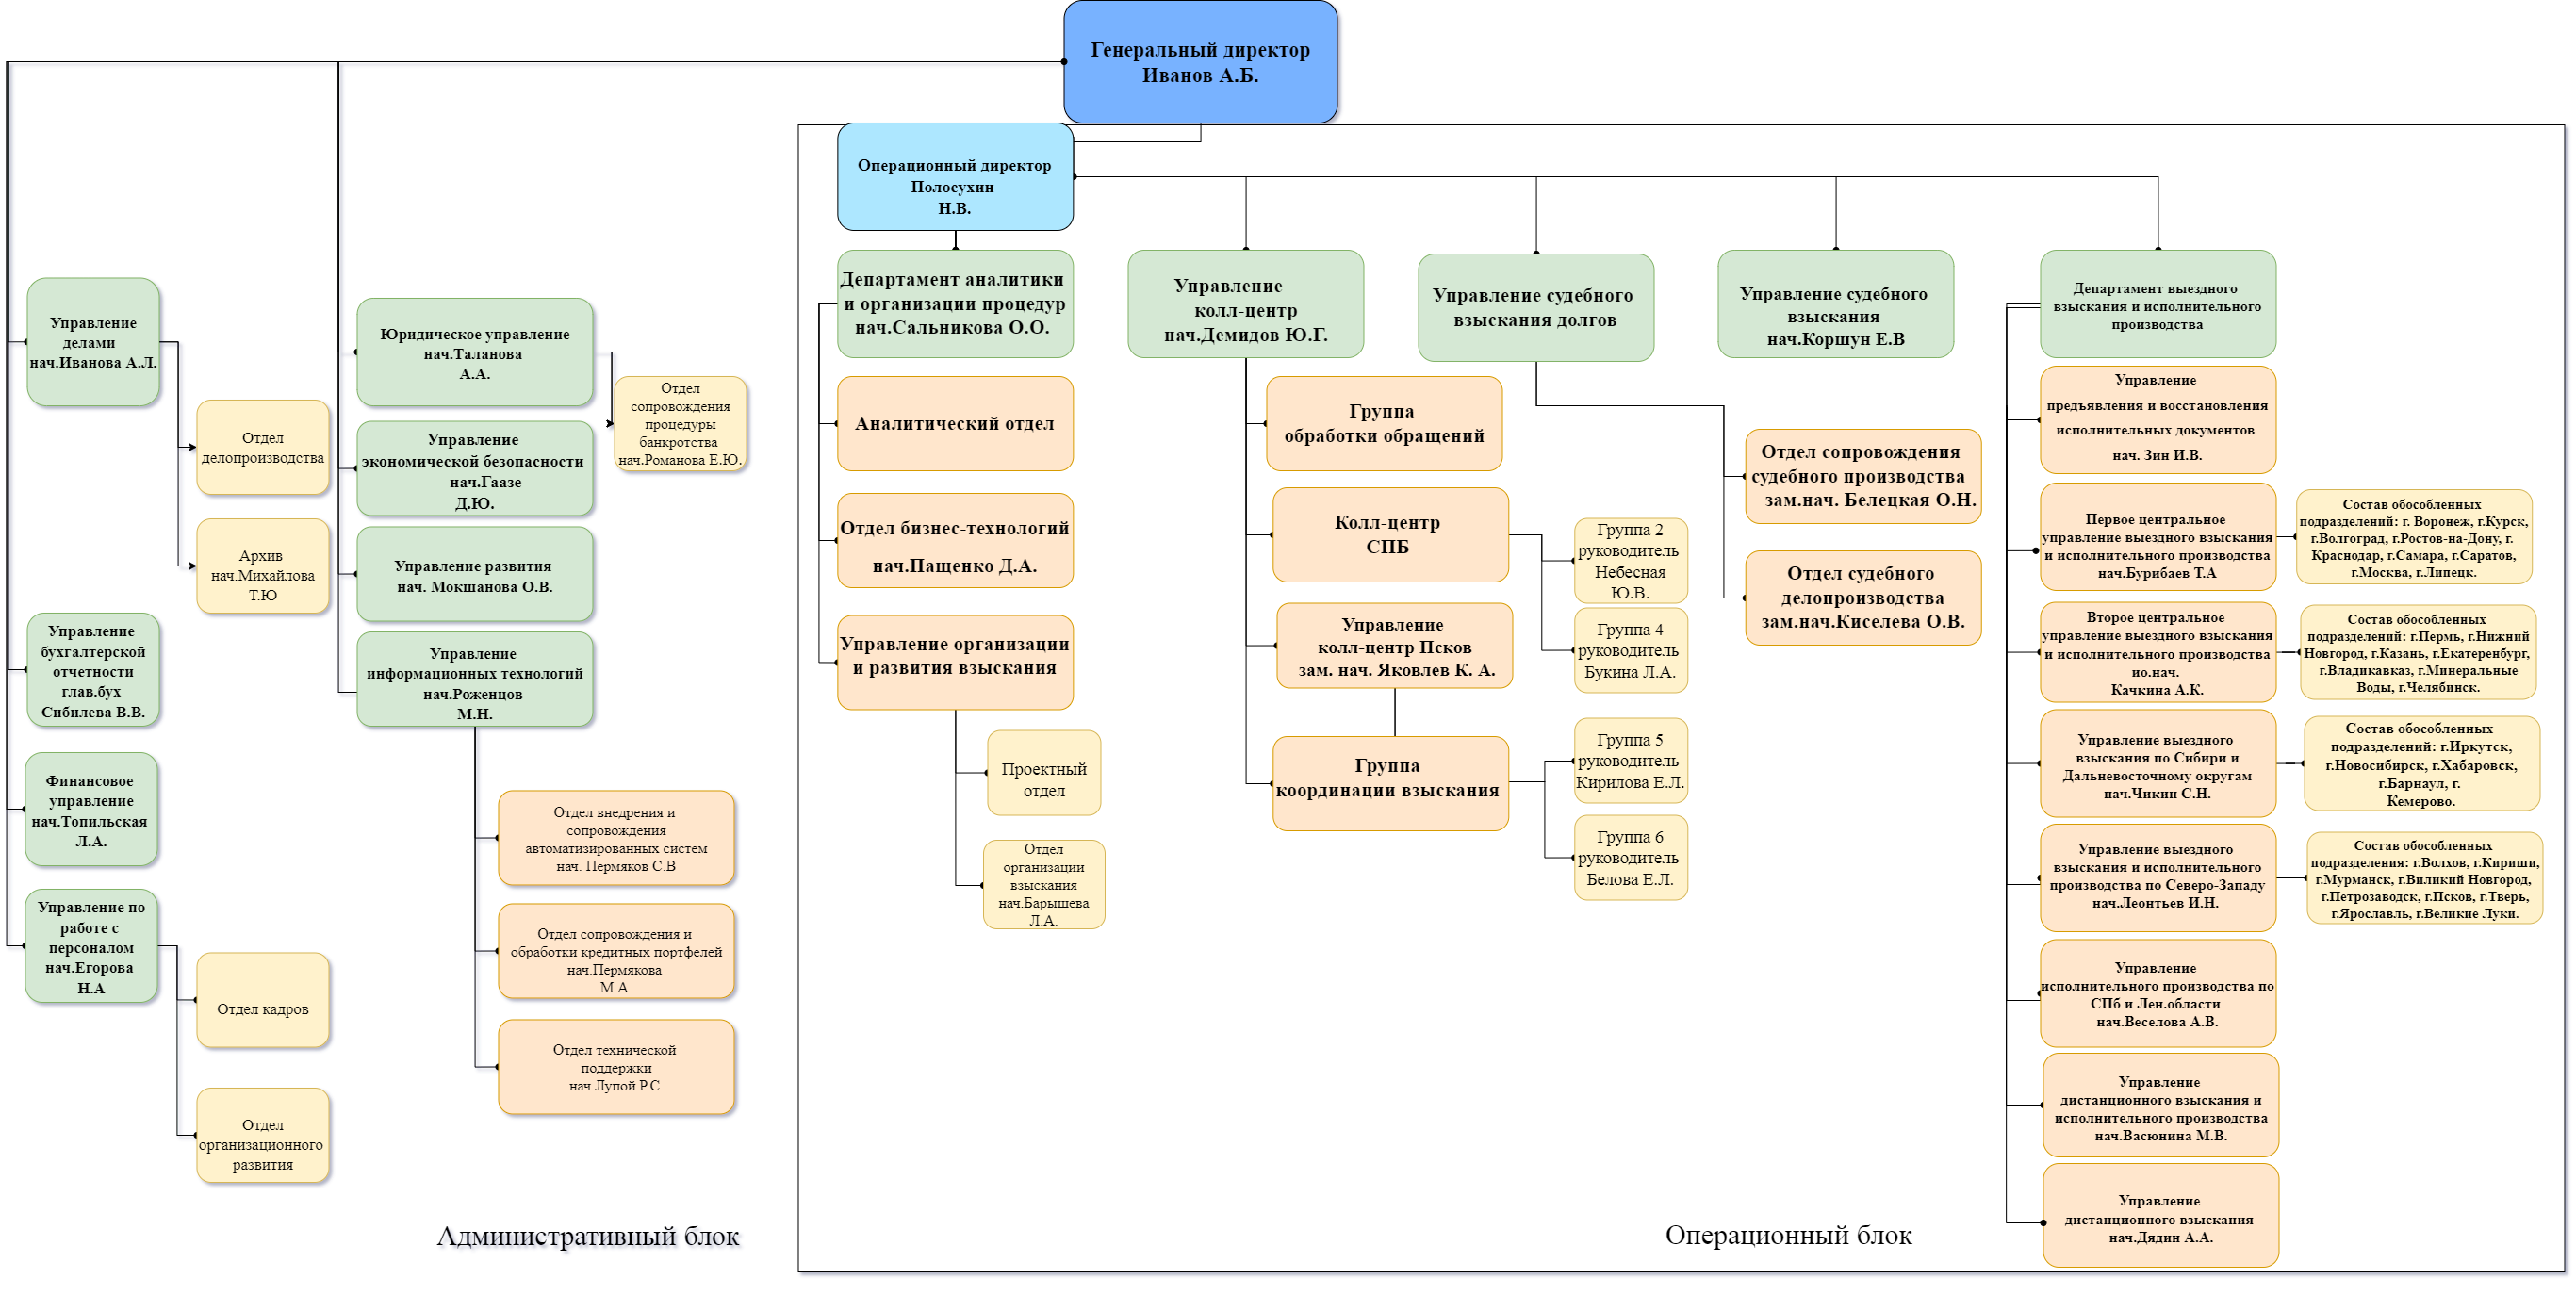 Генеральный директор
Иванов А.Б.
Операционный директор
Полосухин
Н.В.
Управление
делами
нач.Иванова А.Л.
Отдел
делопроизводства
Архив
нач.Михайлова
Т.Ю
Управление
бухгалтерской
отчетности
глав.бух
Сибилева В.В.
Финансовое
управление
нач.Топильская
Л.А.
Управление по
работе с
персоналом
нач.Егорова
Н.А
Отдел кадров
Отдел
организационного
развития
Юридическое управление
нач.Таланова
А.А.
Отдел
сопровождения
процедуры
банкротства
нач.Романова Е.Ю.
Управление
экономической безопасности
нач.Гаазе
Д.Ю.
Управление развития
нач. Мокшанова О.В.
Управление
информационных технологий
нач.Роженцов
М.Н.
Отдел внедрения и
сопровождения
автоматизированных систем
нач. Пермяков С.В
Отдел сопровождения и
обработки кредитных портфелей
нач.Пермякова
М.А.
Отдел технической
поддержки
нач.Лупой Р.С.
Административный блок
Департамент аналитики
и организации процедур
нач.Сальникова О.О.
Аналитический отдел
Отдел бизнес-технологий
нач.Пащенко Д.А.
Управление организации
и развития взыскания
Проектный
отдел
Отдел
организации
взыскания
нач.Барышева
Л.А.
Управление
колл-центр
нач.Демидов Ю.Г.
Группа
обработки обращений
Колл-центр
СПБ
Группа 2
руководитель
Небесная
Ю.В.
Группа 4
руководитель
Букина Л.А.
Управление
колл-центр Псков
зам. нач. Яковлев К. А.
Группа
координации взыскания
Группа 5
руководитель
Кирилова Е.Л.
Группа 6
руководитель
Белова Е.Л.
Управление судебного
взыскания долгов
Отдел сопровождения
судебного производства
зам.нач. Белецкая О.Н.
Отдел судебного
делопроизводства
зам.нач.Киселева О.В.
Управление судебного
взыскания
нач.Коршун Е.В
Департамент выездного
взыскания и исполнительного
производства
Управление
предъявления и восстановления
исполнительных документов
нач. Зин И.В.
Первое центральное
управление выездного взыскания
и исполнительного производства
нач.Бурибаев Т.А
Состав обособленных
подразделений: г. Воронеж, г.Курск,
г.Волгоград, г.Ростов-на-Дону, г.
Краснодар, г.Самара, г.Саратов,
г.Москва, г.Липецк.
Второе центральное
управление выездного взыскания
и исполнительного производства
ио.нач.
Качкина А.К.
Состав обособленных
подразделений: г.Пермь, г.Нижний
Новгород, г.Казань, г.Екатеренбург,
г.Владикавказ, г.Минеральные
Воды, г.Челябинск.
Управление выездного
взыскания по Сибири и
Дальневосточному округам
нач.Чикин С.Н.
Состав обособленных
подразделений: г.Иркутск,
г.Новосибирск, г.Хабаровск,
г.Барнаул, г.
Кемерово.
Управление выездного
взыскания и исполнительного
производства по Северо-Западу
нач.Леонтьев И.Н.
Состав обособленных
подразделения: г.Волхов, г.Кириши,
г.Мурманск, г.Виликий Новгород,
г.Петрозаводск, г.Псков, г.Тверь,
г.Ярославль, г.Великие Луки.
Управление
исполнительного производства по
СПб и Лен.области
нач.Веселова А.В.
Управление
дистанционного взыскания и
исполнительного производства
нач.Васюнина М.В.
Управление
дистанционного взыскания
нач.Дядин А.А.
Операционный блок